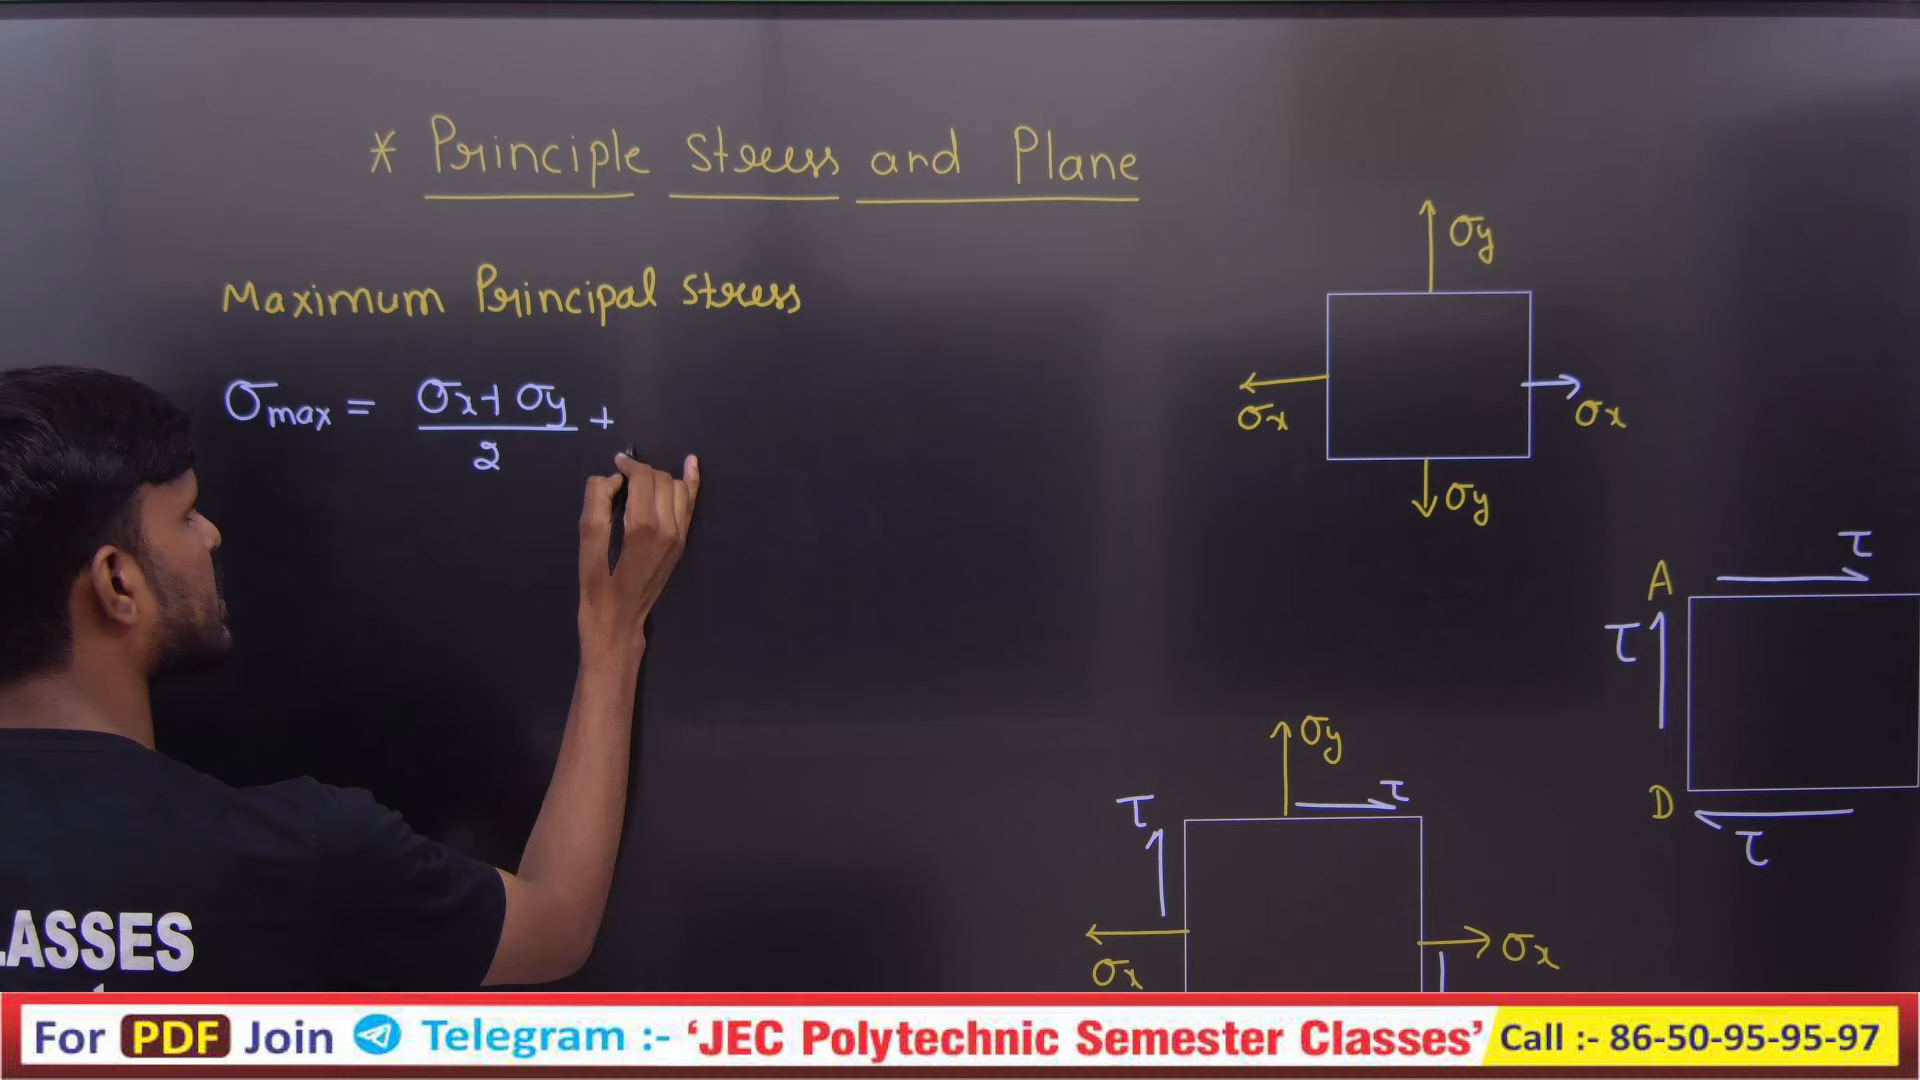 * Principle Stress and Plane
Maximum Principal Stress
σmax = σx+σy +
2
σy
σx
σx
σy
τ
A
τ
D
τ
σy
τ
τ
σx
σx
LASSES
For PDF Join Telegram :- ‘JEC Polytechnic Semester Classes’ Call :- 86-50-95-95-97